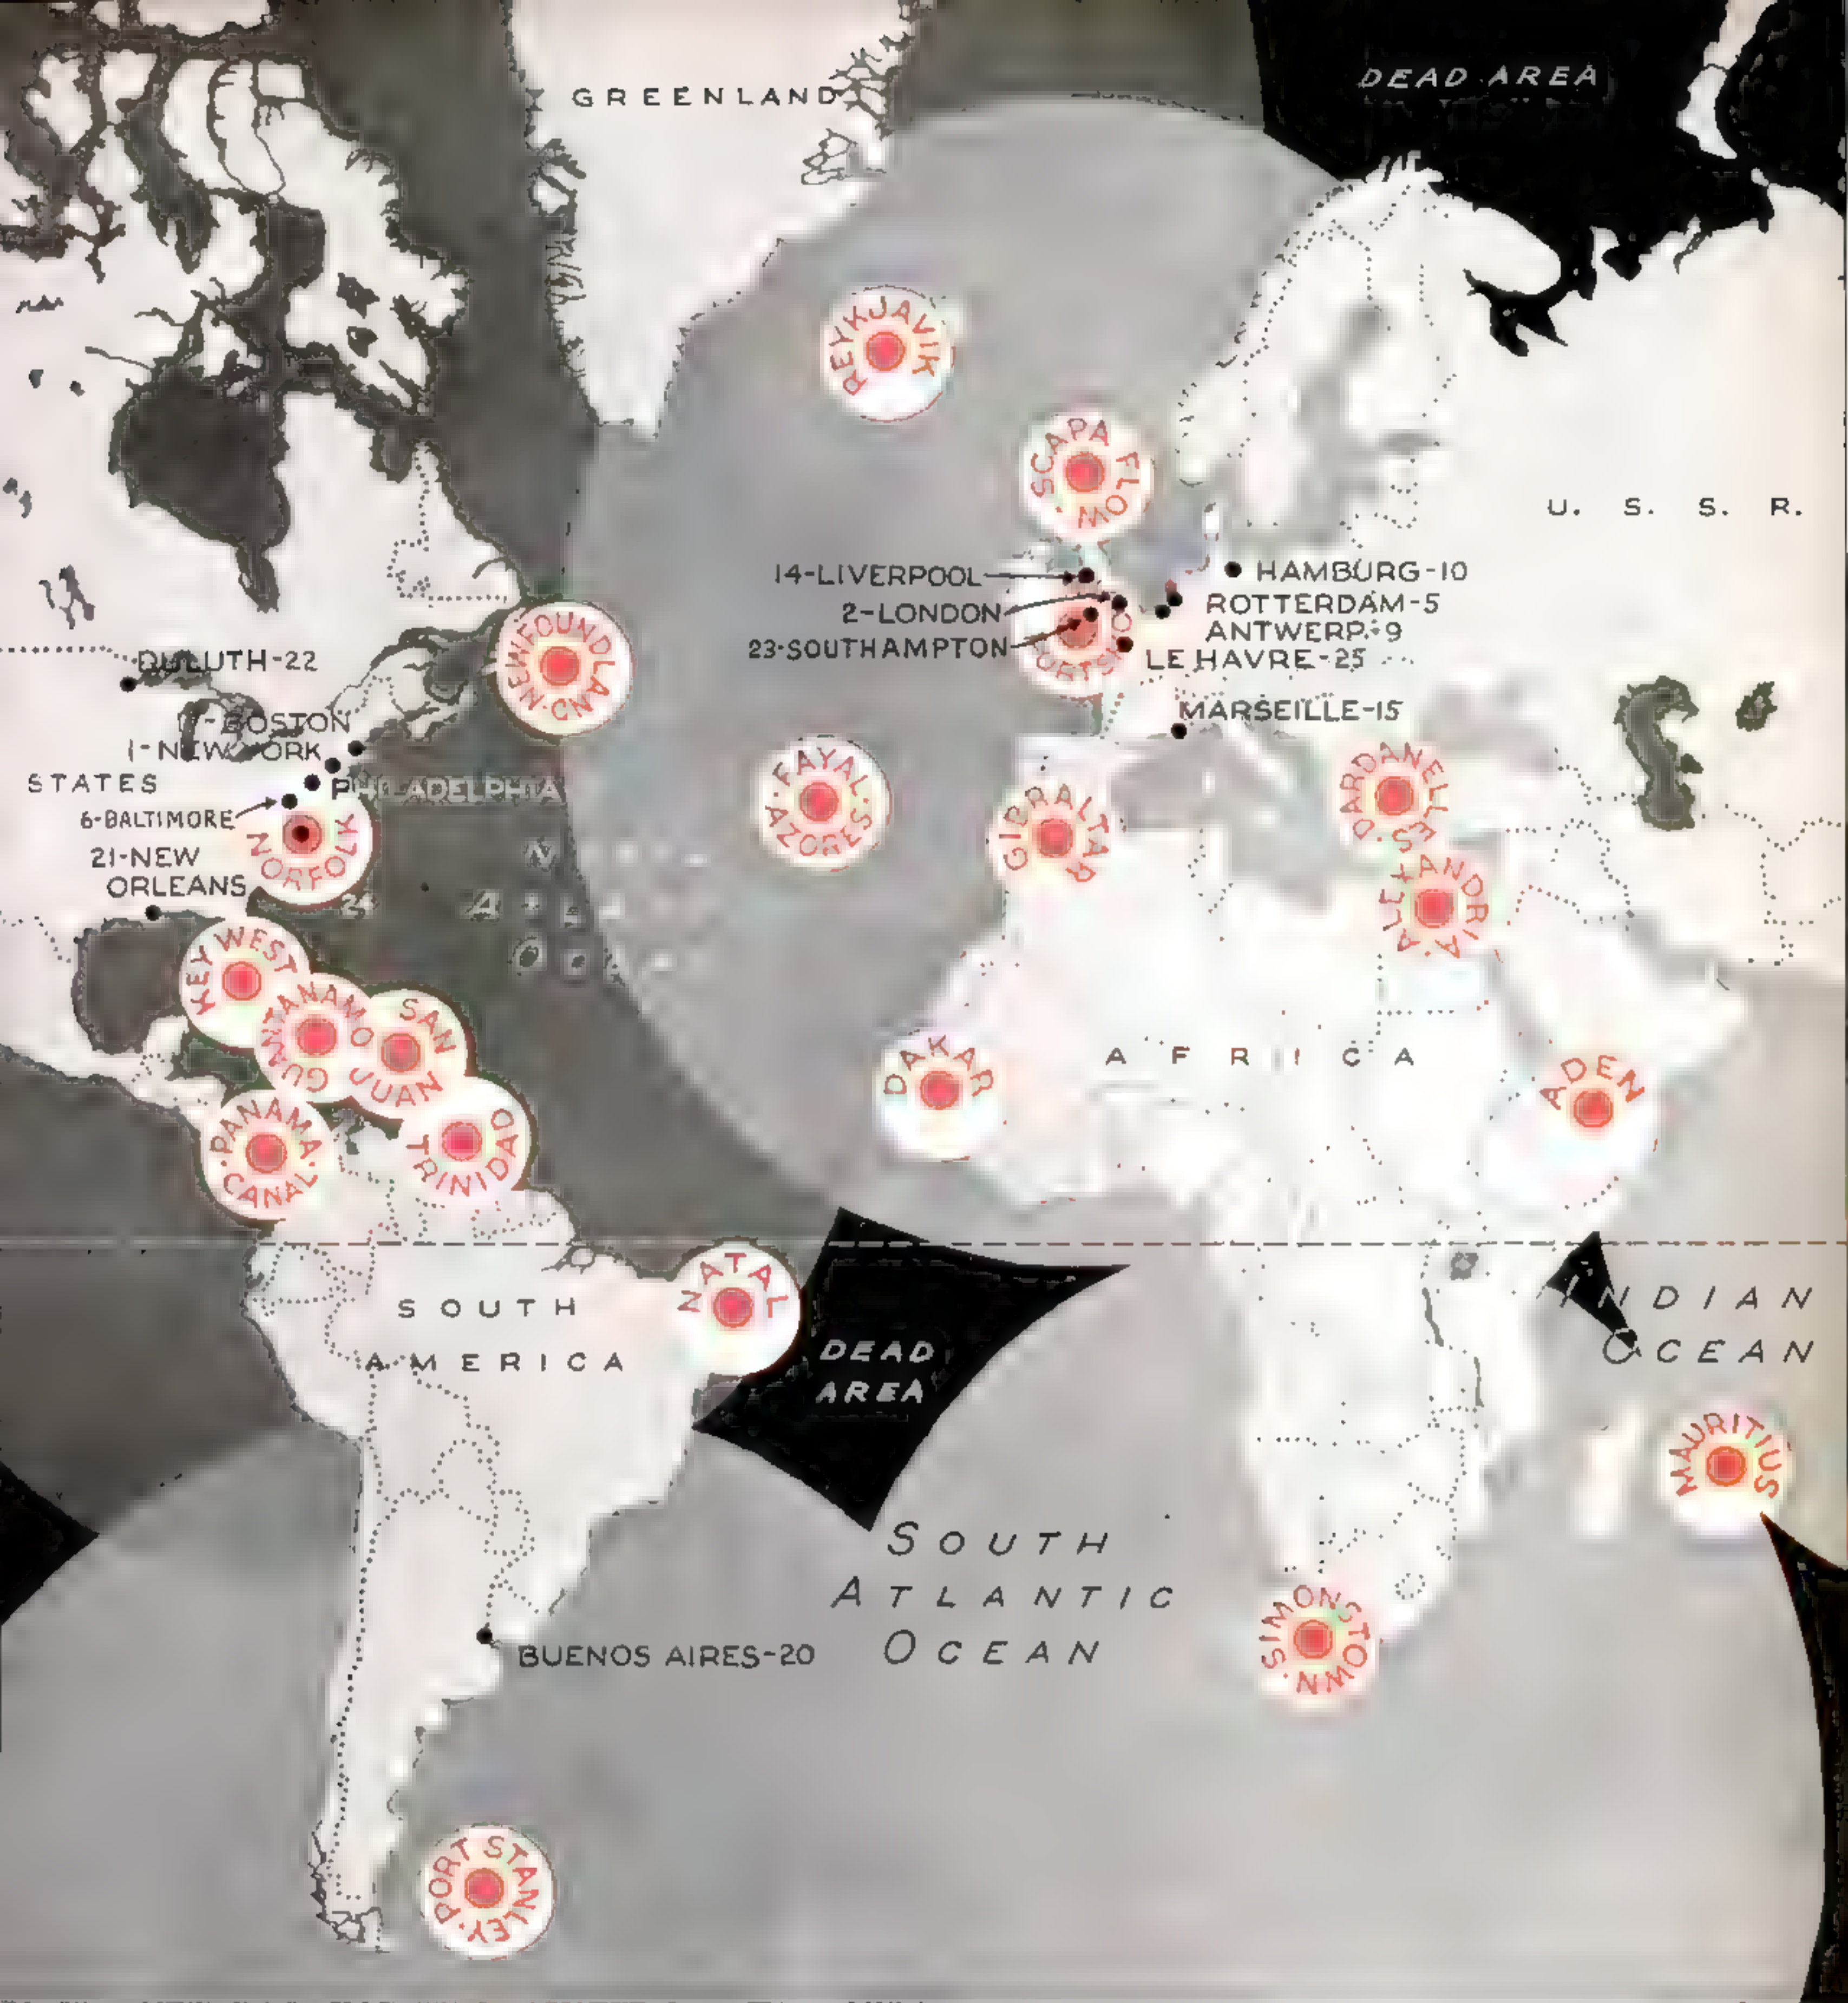 GREENLAND
DEAD AREA
REYKJAVIK
SCAPA FLOW
U. S. S. R.
14-LIVERPOOL
2-LONDON
23-SOUTHAMPTON
HAMBURG-10
ROTTERDAM-5
ANTWERP-9
LE HAVRE-25
MARSEILLE-15
DULUTH-22
7-BOSTON
1-NEW YORK
STATES
PHILADELPHIA
6-BALTIMORE
NORFOLK
24
21-NEW
ORLEANS
FAYAL·
AZORES
GIBRALTAR
DARDANELLES
ALEXANDRIA
KEY WEST
GUANTANAMO
SAN
JUAN
PANAMA
CANAL
TRINIDAD
DAKAR
AFRICA
ADEN
NATAL
SOUTH
AMERICA
DEAD
AREA
INDIAN
OCEAN
MAURITIUS
SOUTH
ATLANTIC
OCEAN
SIMONSTOWN
BUENOS AIRES-20
PORT STANLEY